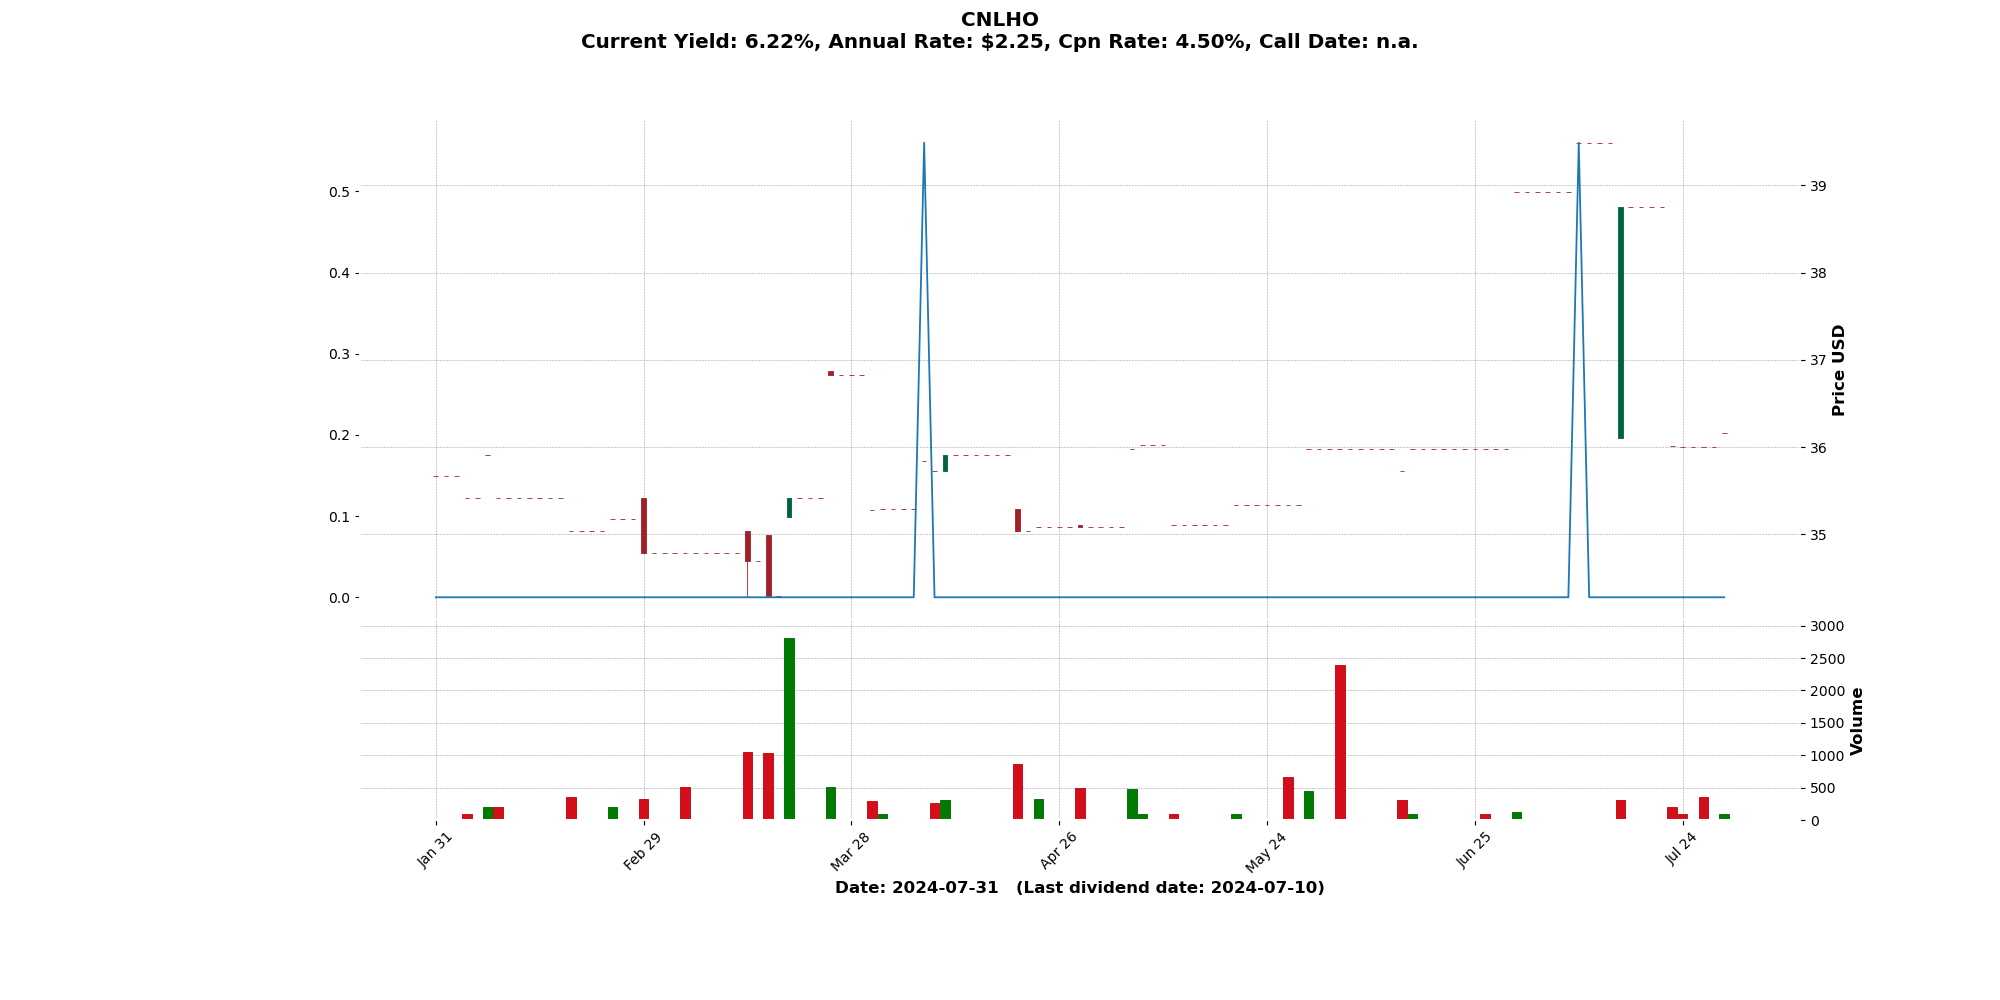 CNLHO
Current Yield: 6.22%, Annual Rate: $2.25, Cpn Rate: 4.50%, Call Date: n.a.
0.5
0.4
0.3
0.2
0.1
0.0
39
38
37
36
35
Price USD
3000
2500
2000
1500
1000
500
0
Volume
Jan 31
Feb 29
Mar 28
Apr 26
May 24
Jun 25
Jul 24
Date: 2024-07-31   (Last dividend date: 2024-07-10)